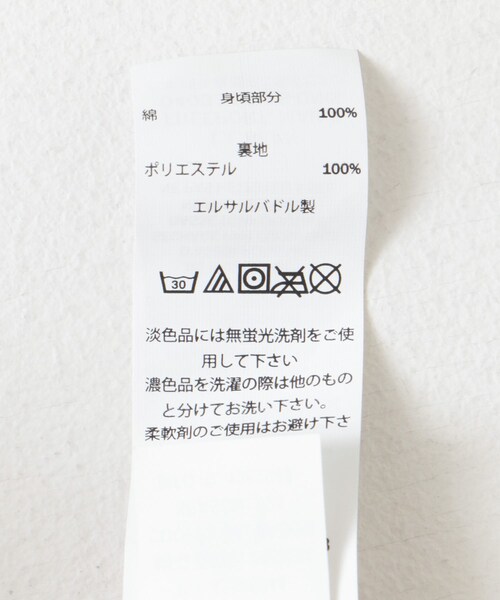 身頃部分
綿 100%
裏地
ポリエステル 100%
エルサルバドル製
30
淡色品には無蛍光洗剤をご使
用して下さい
濃色品を洗濯の際は他のもの
と分けてお洗い下さい。
柔軟剤のご使用はお避け下さ